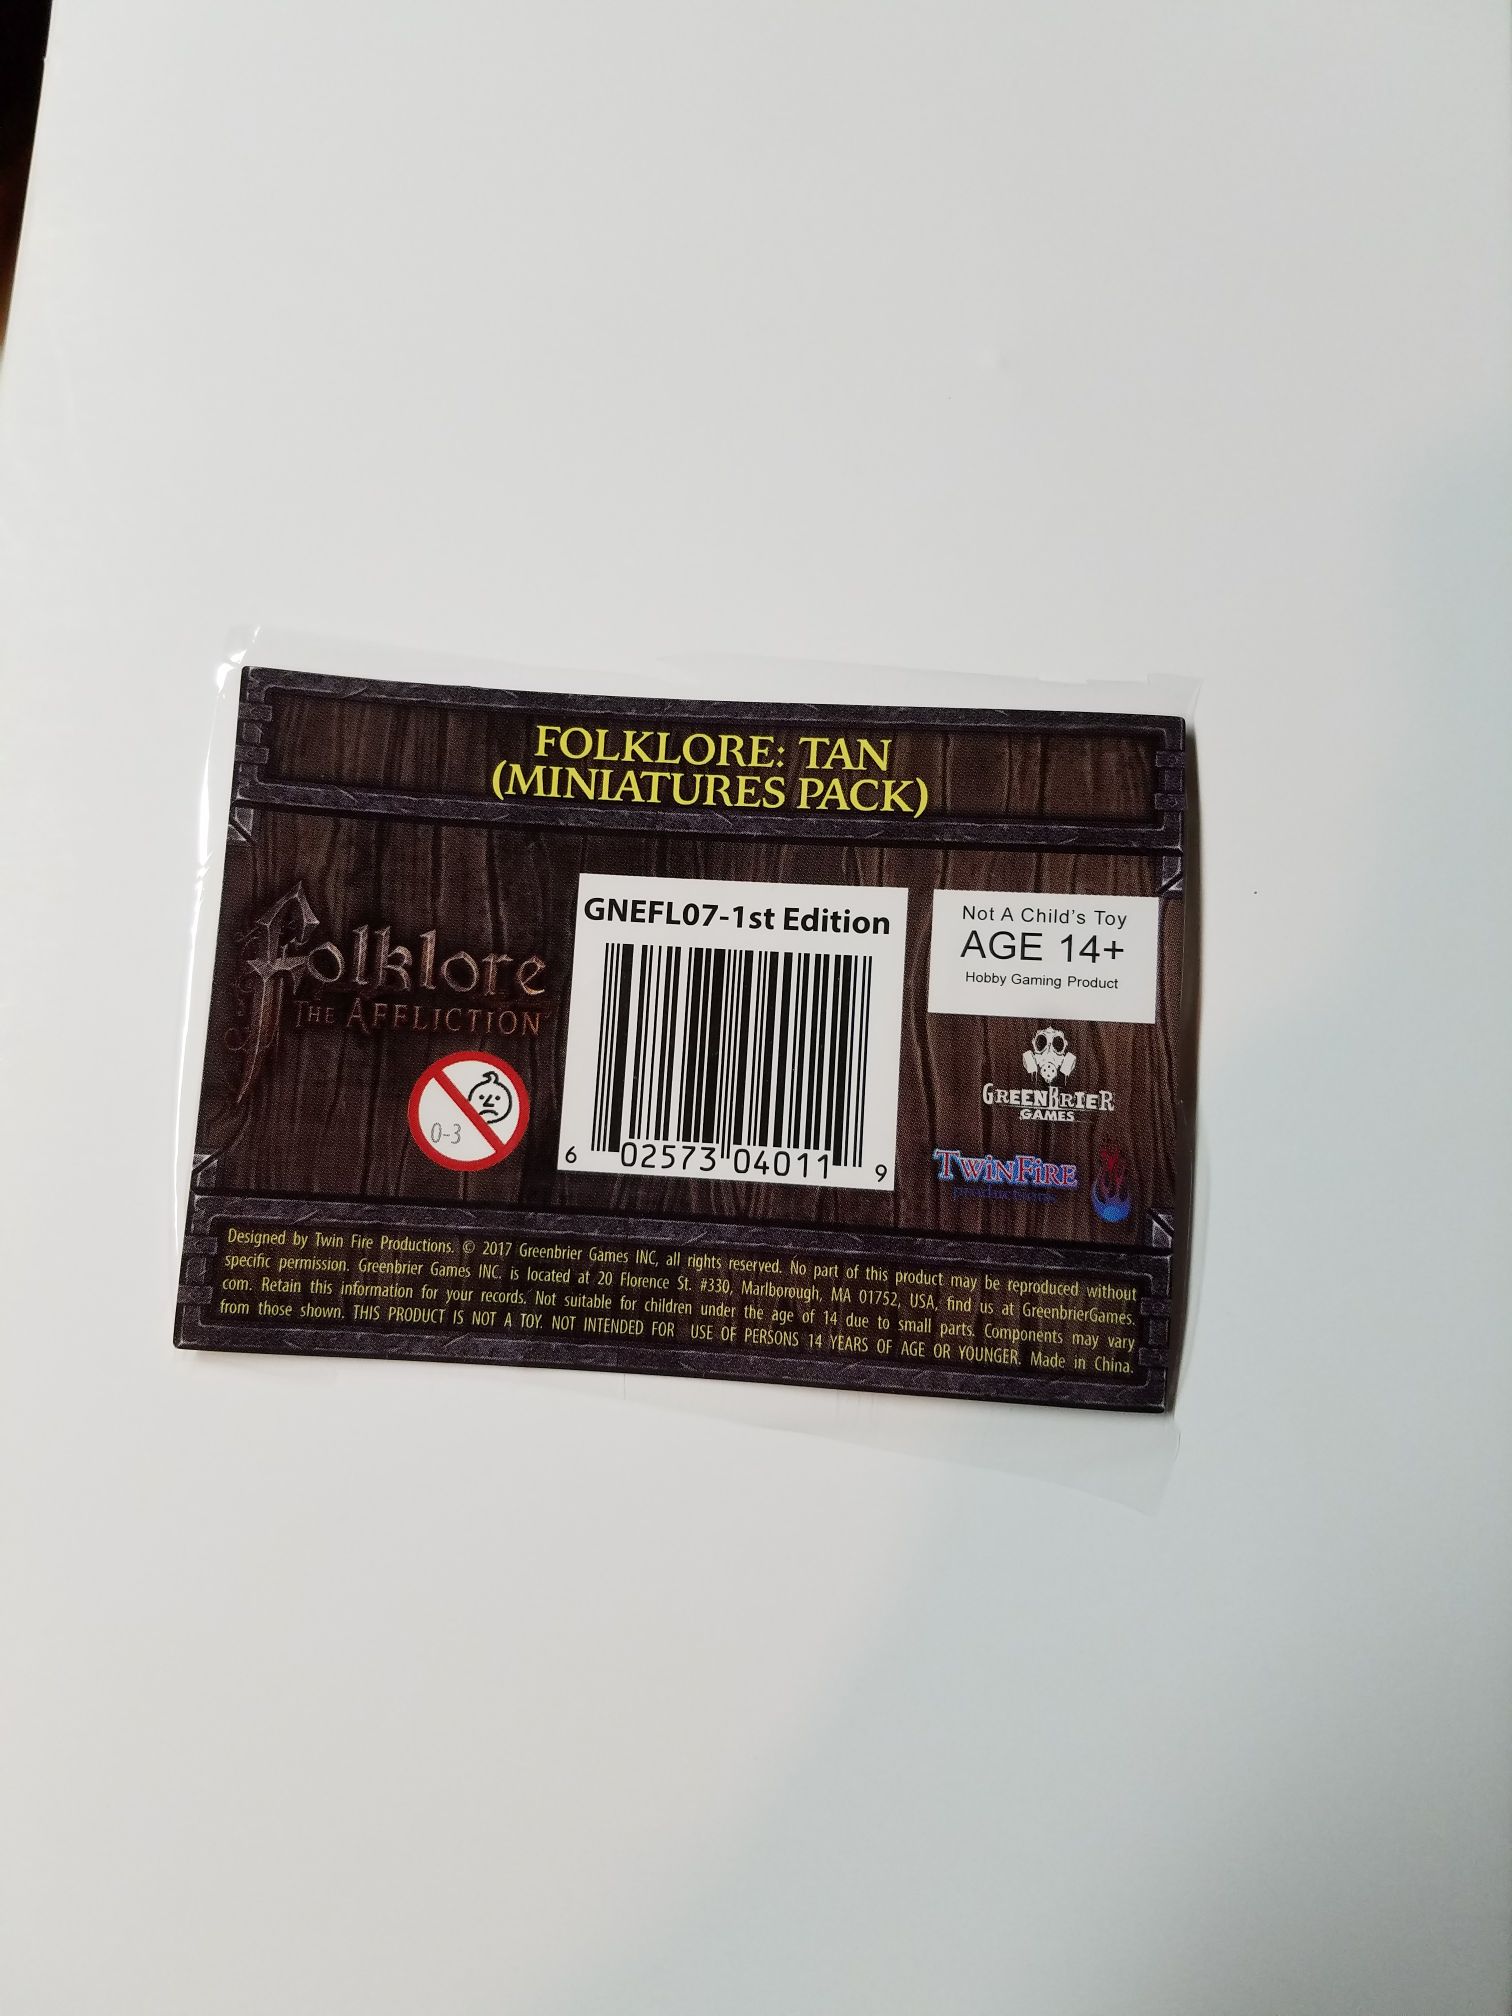 FOLKLORE: TAN
(MINIATURES PACK)
Folklore
THE AFFLICTION
0-3
GNEFL07-1st Edition
6 02573 04011 9
Not A Child's Toy
AGE 14+
Hobby Gaming Product
GREENBRIER
GAMES
TWINFIRE
productions
Designed by Twin Fire Productions. © 2017 Greenbrier Games INC, all rights reserved. No part of this product may be reproduced without
specific permission. Greenbrier Games INC. is located at 20 Florence St. #330, Marlborough, MA 01752, USA, find us at GreenbrierGames.
com. Retain this information for your records. Not suitable for children under the age of 14 due to small parts. Components may vary
from those shown. THIS PRODUCT IS NOT A TOY. NOT INTENDED FOR USE OF PERSONS 14 YEARS OF AGE OR YOUNGER. Made in China.